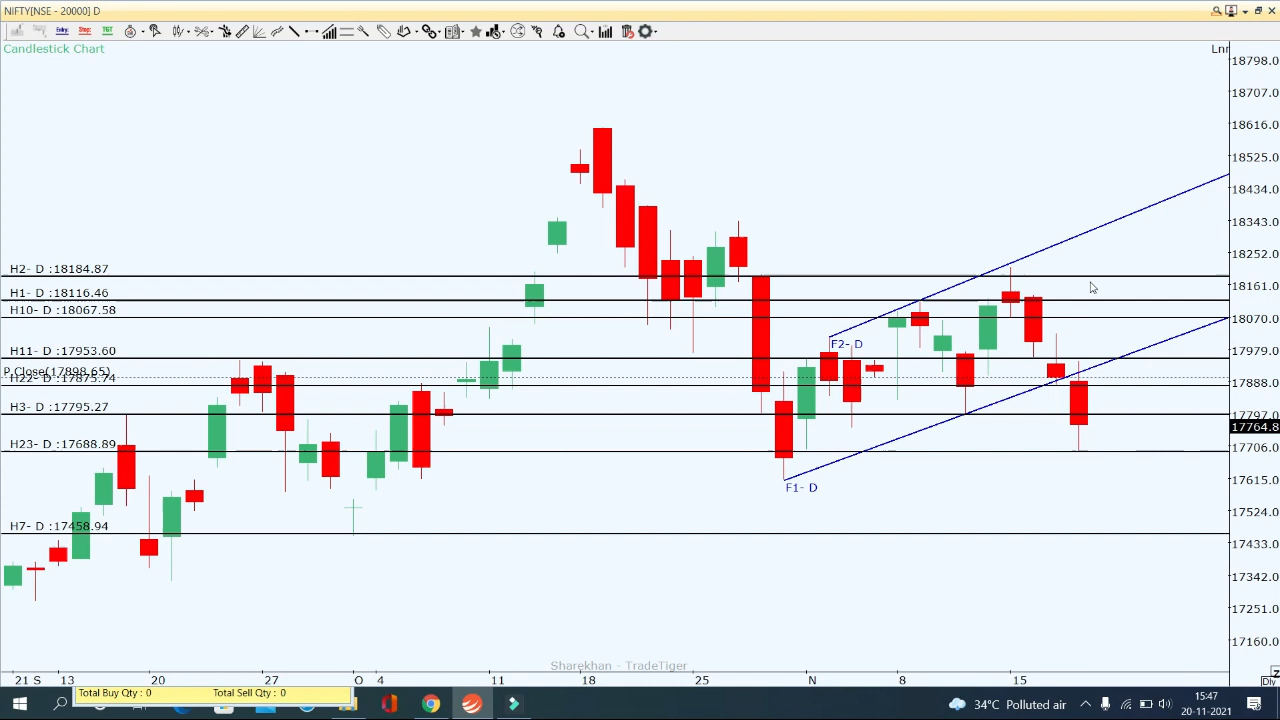 NIFTY[NSE - 20000] D
Entry:
Stop:
TGT
Candlestick Chart
Lnr
18798.0
18707.0
18616.0
18525.0
18434.0
18343.0
18252.0
18161.0
18070.0
17979.0
17888.0
17797.0
17764.8
17706.0
17615.0
17524.0
17433.0
17342.0
17251.0
17160.0
H2- D :18184.87
H1- D :18116.46
H10- D :18067.58
F2- D
H11- D :17953.60
P.Close(17898.65)
H22- D :17875.74
H3- D :17795.27
H23- D :17688.89
F1- D
H7- D :17458.94
Sharekhan - TradeTiger
21 S 13 20 27 O 4 11 18 25 N 8 15
Dly
Total Buy Qty : 0 Total Sell Qty : 0
34°C Polluted air
15:47
20-11-2021